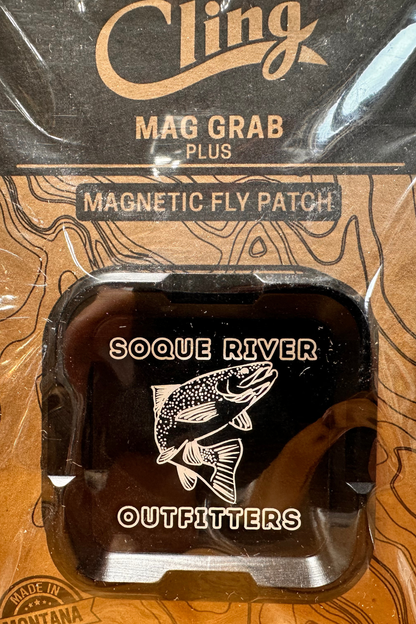 Cling
MAG GRAB
PLUS
MAGNETIC FLY PATCH
SOQUE RIVER
OUTFITTERS
MADE IN
MONTANA